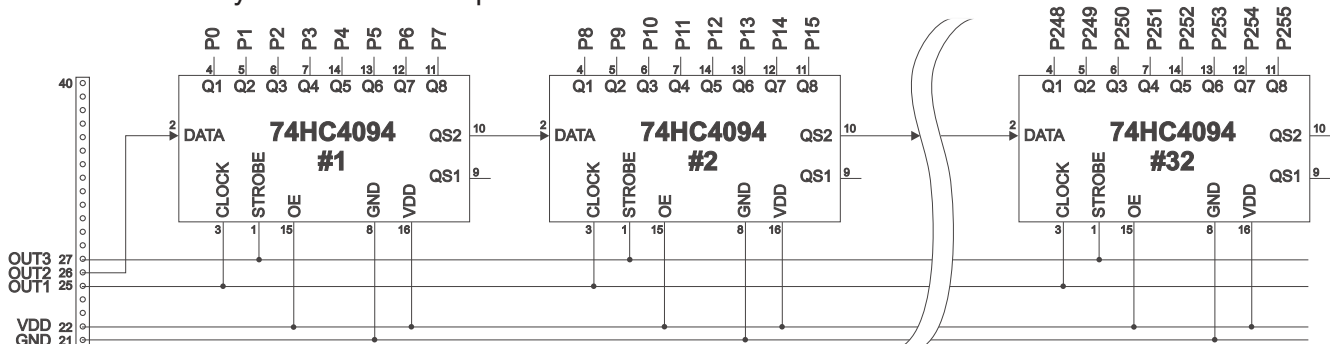 P0 P1 P2 P3 P4 P5 P6 P7 P8 P9 P10 P11 P12 P13 P14 P15 P248 P249 P250 P251 P252 P253 P254 P255
4 5 6 7 14 13 12 11 4 5 6 7 14 13 12 11 4 5 6 7 14 13 12 11
40 Q1 Q2 Q3 Q4 Q5 Q6 Q7 Q8 Q1 Q2 Q3 Q4 Q5 Q6 Q7 Q8 Q1 Q2 Q3 Q4 Q5 Q6 Q7 Q8
2 DATA 74HC4094 QS2 10 2 DATA 74HC4094 QS2 10 2 DATA 74HC4094 QS2 10
#1 #2 #32
QS1 9 QS1 9 QS1 9
CLOCK STROBE OE GND VDD CLOCK STROBE OE GND VDD CLOCK STROBE OE GND VDD
3 1 15 8 16 3 1 15 8 16 3 1 15 8 16
OUT3 27
OUT2 26
OUT1 25
VDD 22
GND 21